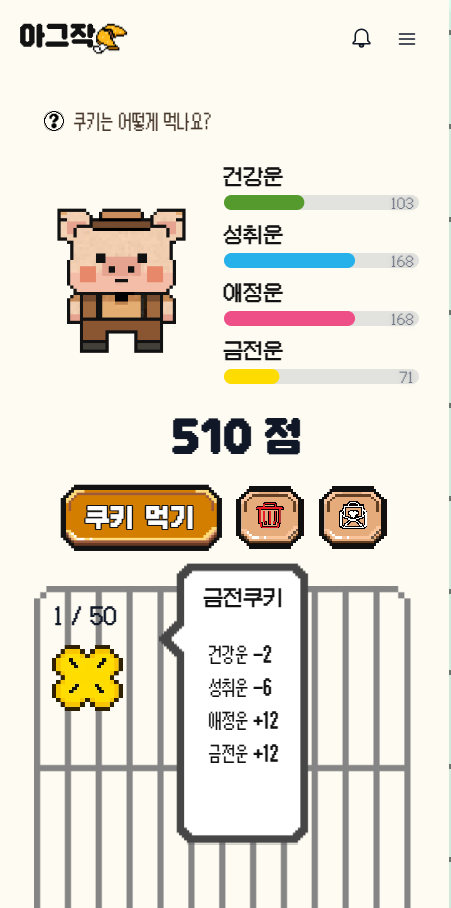 아그작
? 쿠키는 어떻게 먹나요?
건강운
103
성취운
168
애정운
168
금전운
71
510 점
쿠키 먹기
1 / 50
금전쿠키
건강운 -2
성취운 -6
애정운 +12
금전운 +12